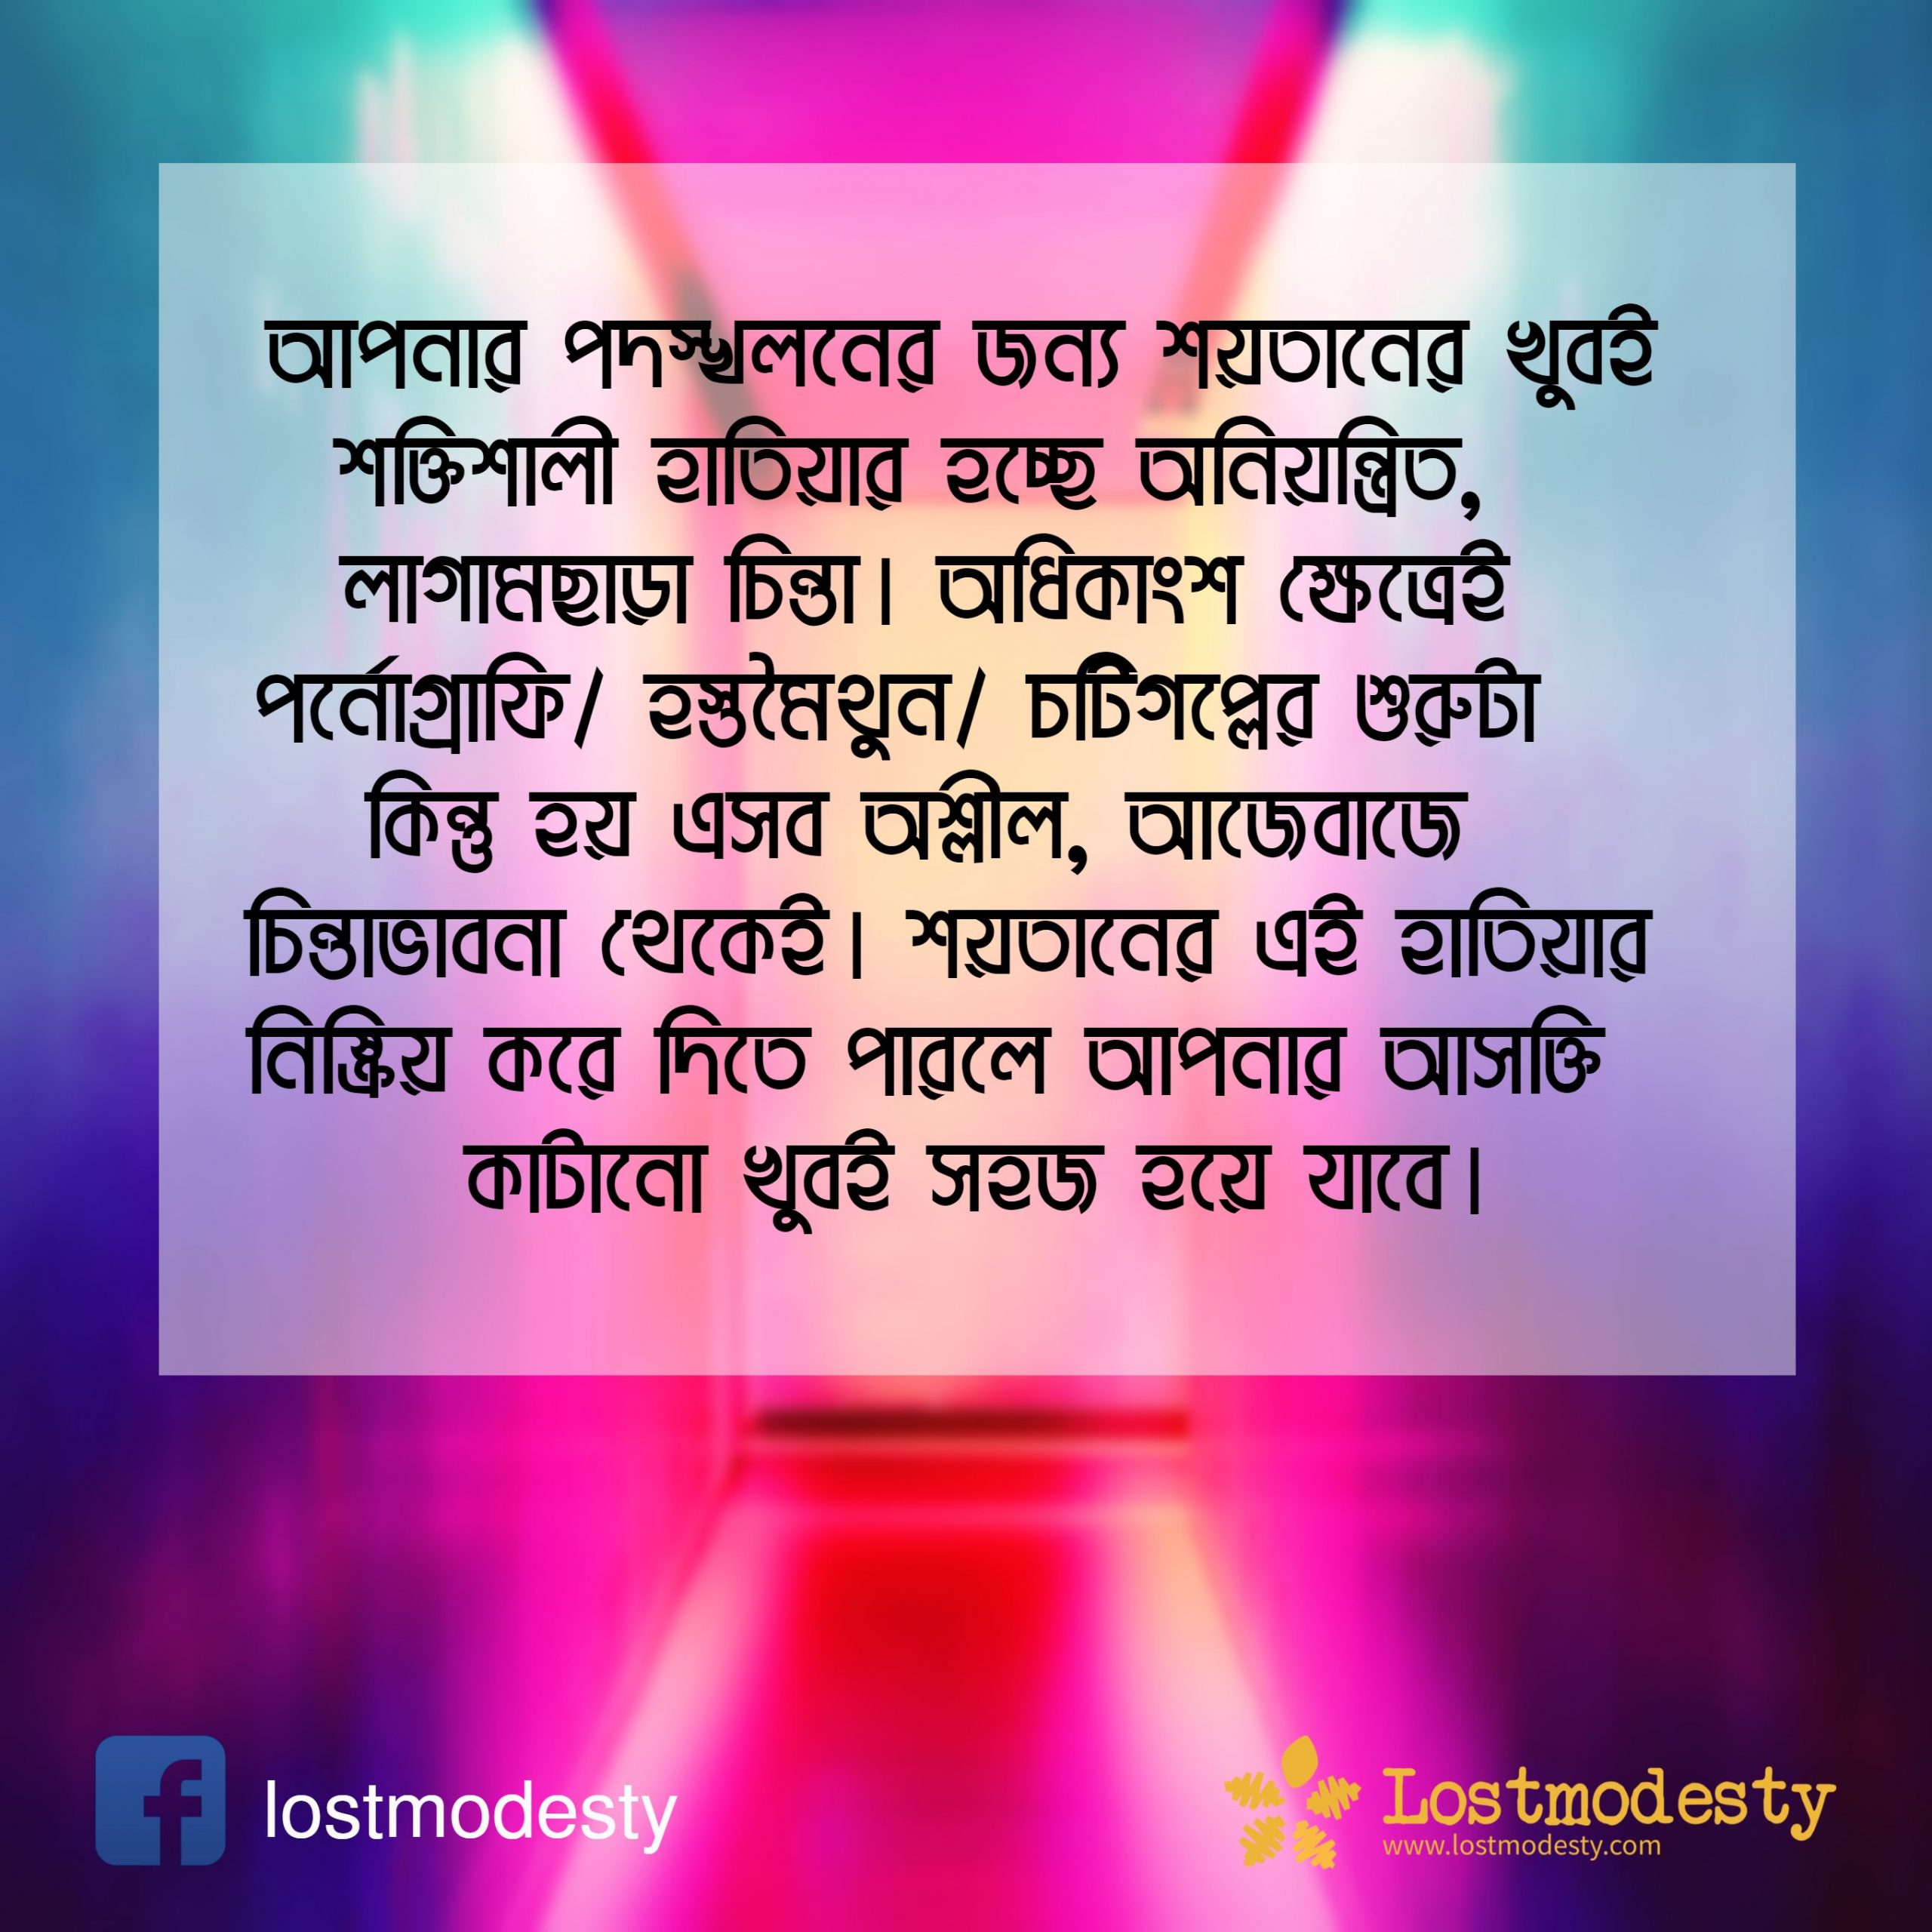 আপনার পদস্খলনের জন্য শয়তানের খুবই
শক্তিশালী হাতিয়ার হচ্ছে অনিয়ন্ত্রিত,
লাগামছাড়া চিন্তা। অধিকাংশ ক্ষেত্রেই
পর্নোগ্রাফি/ হস্তমৈথুন/ চটিগল্পের শুরুটা
কিন্তু হয় এসব অশ্লীল, আজেবাজে
চিন্তাভাবনা থেকেই। শয়তানের এই হাতিয়ার
নিষ্ক্রিয় করে দিতে পারলে আপনার আসক্তি
কাটানো খুবই সহজ হয়ে যাবে।
f lostmodesty
Lostmodesty
www.lostmodesty.com